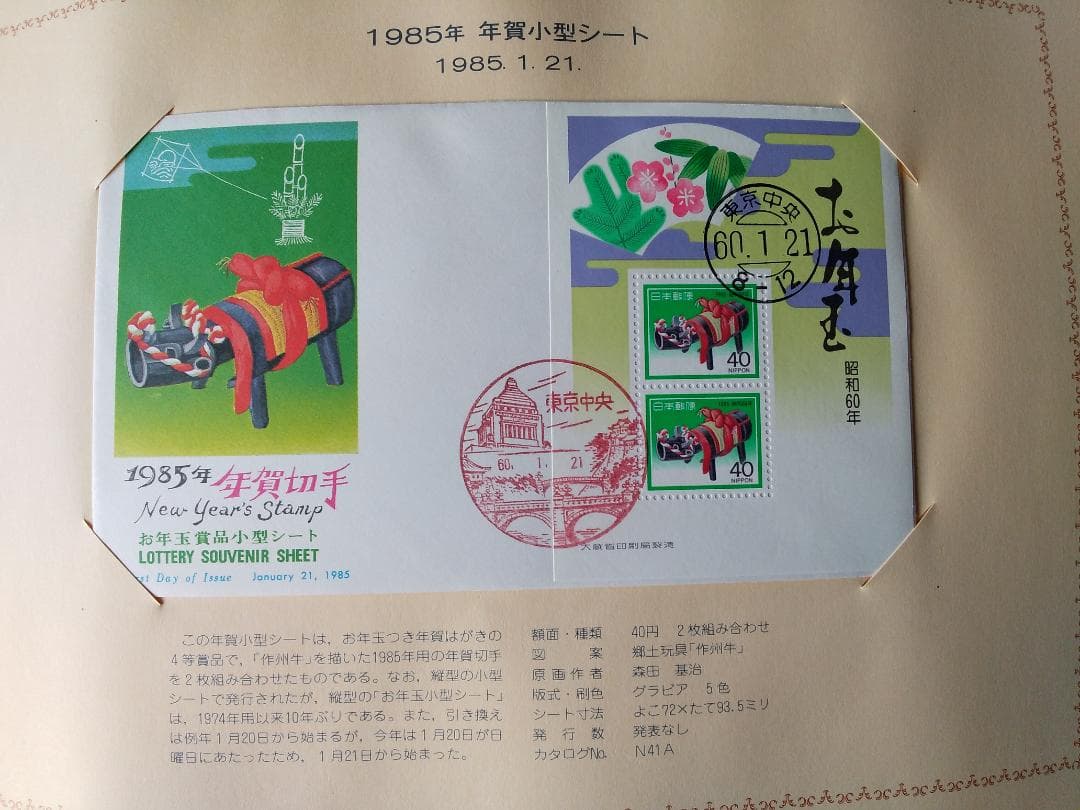 1985年 年賀小型シート
1985.1.21.
1985年 年賀切手
New Year's Stamp
お年玉賞品小型シート
LOTTERY SOUVENIR SHEET
st Day of Issue January 21, 1985
東京中央
60.1.21
お年玉
昭和60年
東京中央
60.1.21
8-12
日本郵便
40
NIPPON
日本郵便
40
NIPPON
大蔵省印刷局製造
この年賀小型シートは，お年玉つき年賀はがきの
4等賞品で，「作州牛」を描いた1985年用の年賀切手
を2枚組み合わせたものである。なお，縦型の小型
シートで発行されたが，縦型の「お年玉小型シート」
は，1974年用以来10年ぶりである。また，引き換え
は例年1月20日から始まるが，今年は1月20日が日
曜日にあたったため，1月21日から始まった。
額面・種類 40円 2枚組み合わせ
図案 郷土玩具「作州牛」
原画作者 森田 基治
版式・刷色 グラビア 5色
シート寸法 よこ72×たて93.5ミリ
発行数 発表なし
カタログNo. N41A